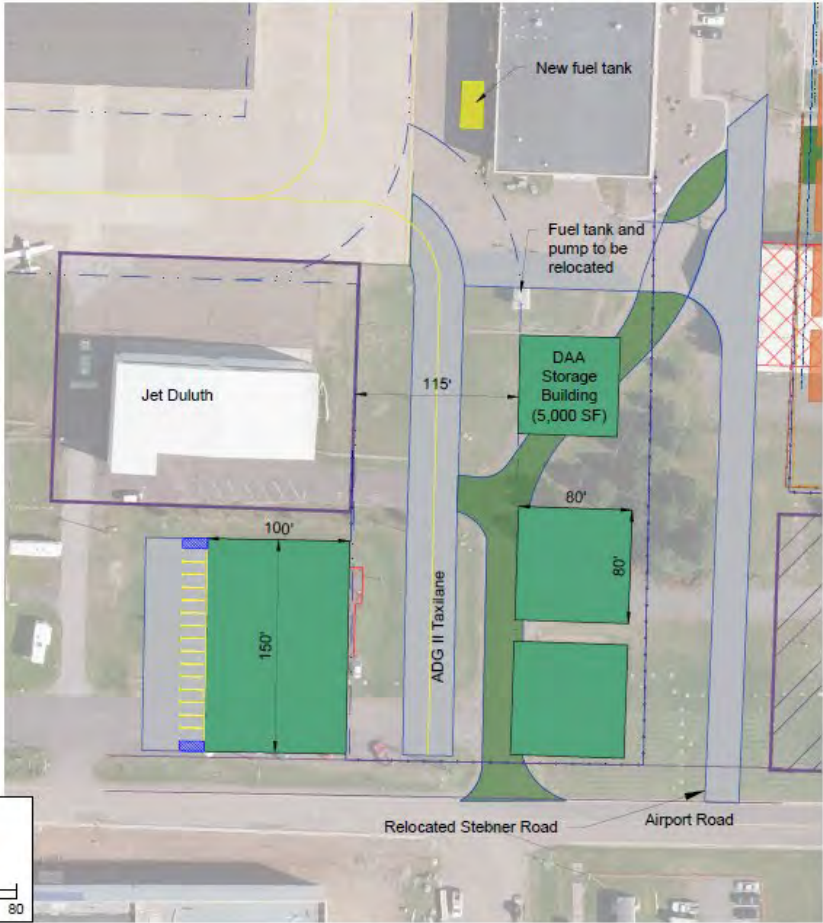 New fuel tank
Fuel tank and
pump to be
relocated
DAA
Storage
Building
(5,000 SF)
Jet Duluth
115'
80'
80'
100'
150'
ADG II Taxilane
Relocated Stebner Road
Airport Road
80